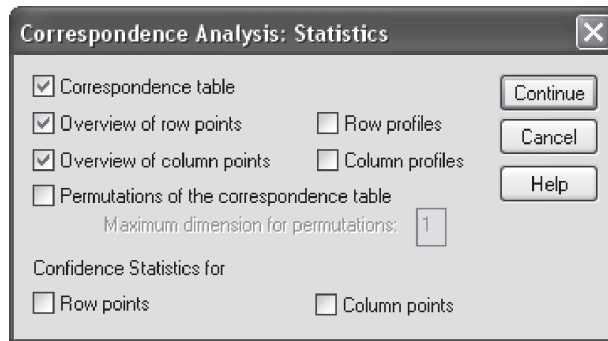 Correspondence Analysis: Statistics
Correspondence table
Continue
Overview of row points Row profiles
Cancel
Overview of column points Column profiles
Help
Permutations of the correspondence table
Maximum dimension for permutations: 1
Confidence Statistics for
Row points Column points